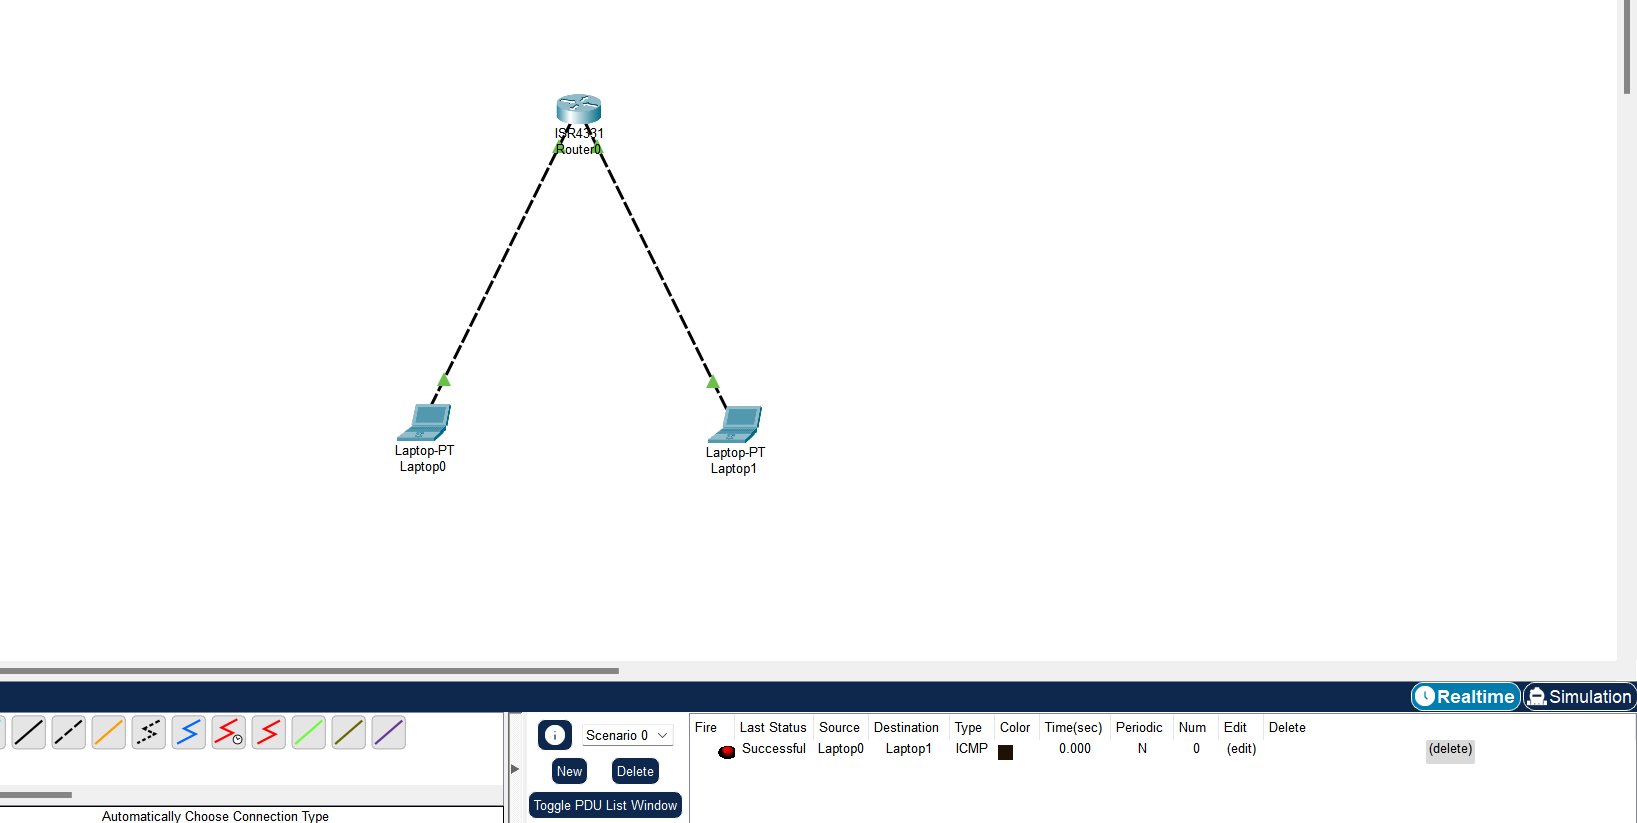 ISR4331
Router0
Laptop-PT
Laptop0
Laptop-PT
Laptop1
Realtime
Simulation
Scenario 0
New
Delete
Toggle PDU List Window
Automatically Choose Connection Type
Fire Last Status Source Destination Type Color Time(sec) Periodic Num Edit Delete
Successful Laptop0 Laptop1 ICMP 0.000 N 0 (edit) (delete)